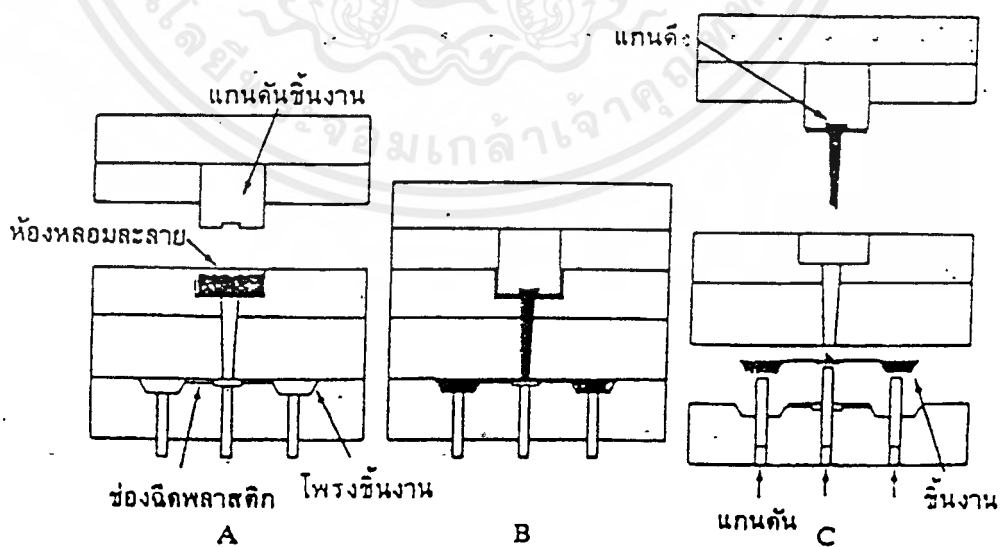 แกนดึง
แกนดันชิ้นงาน
ห้องหลอมละลาย
ช่องฉีดพลาสติก
โพรงชิ้นงาน
แกนดัน
ชิ้นงาน
A
B
C